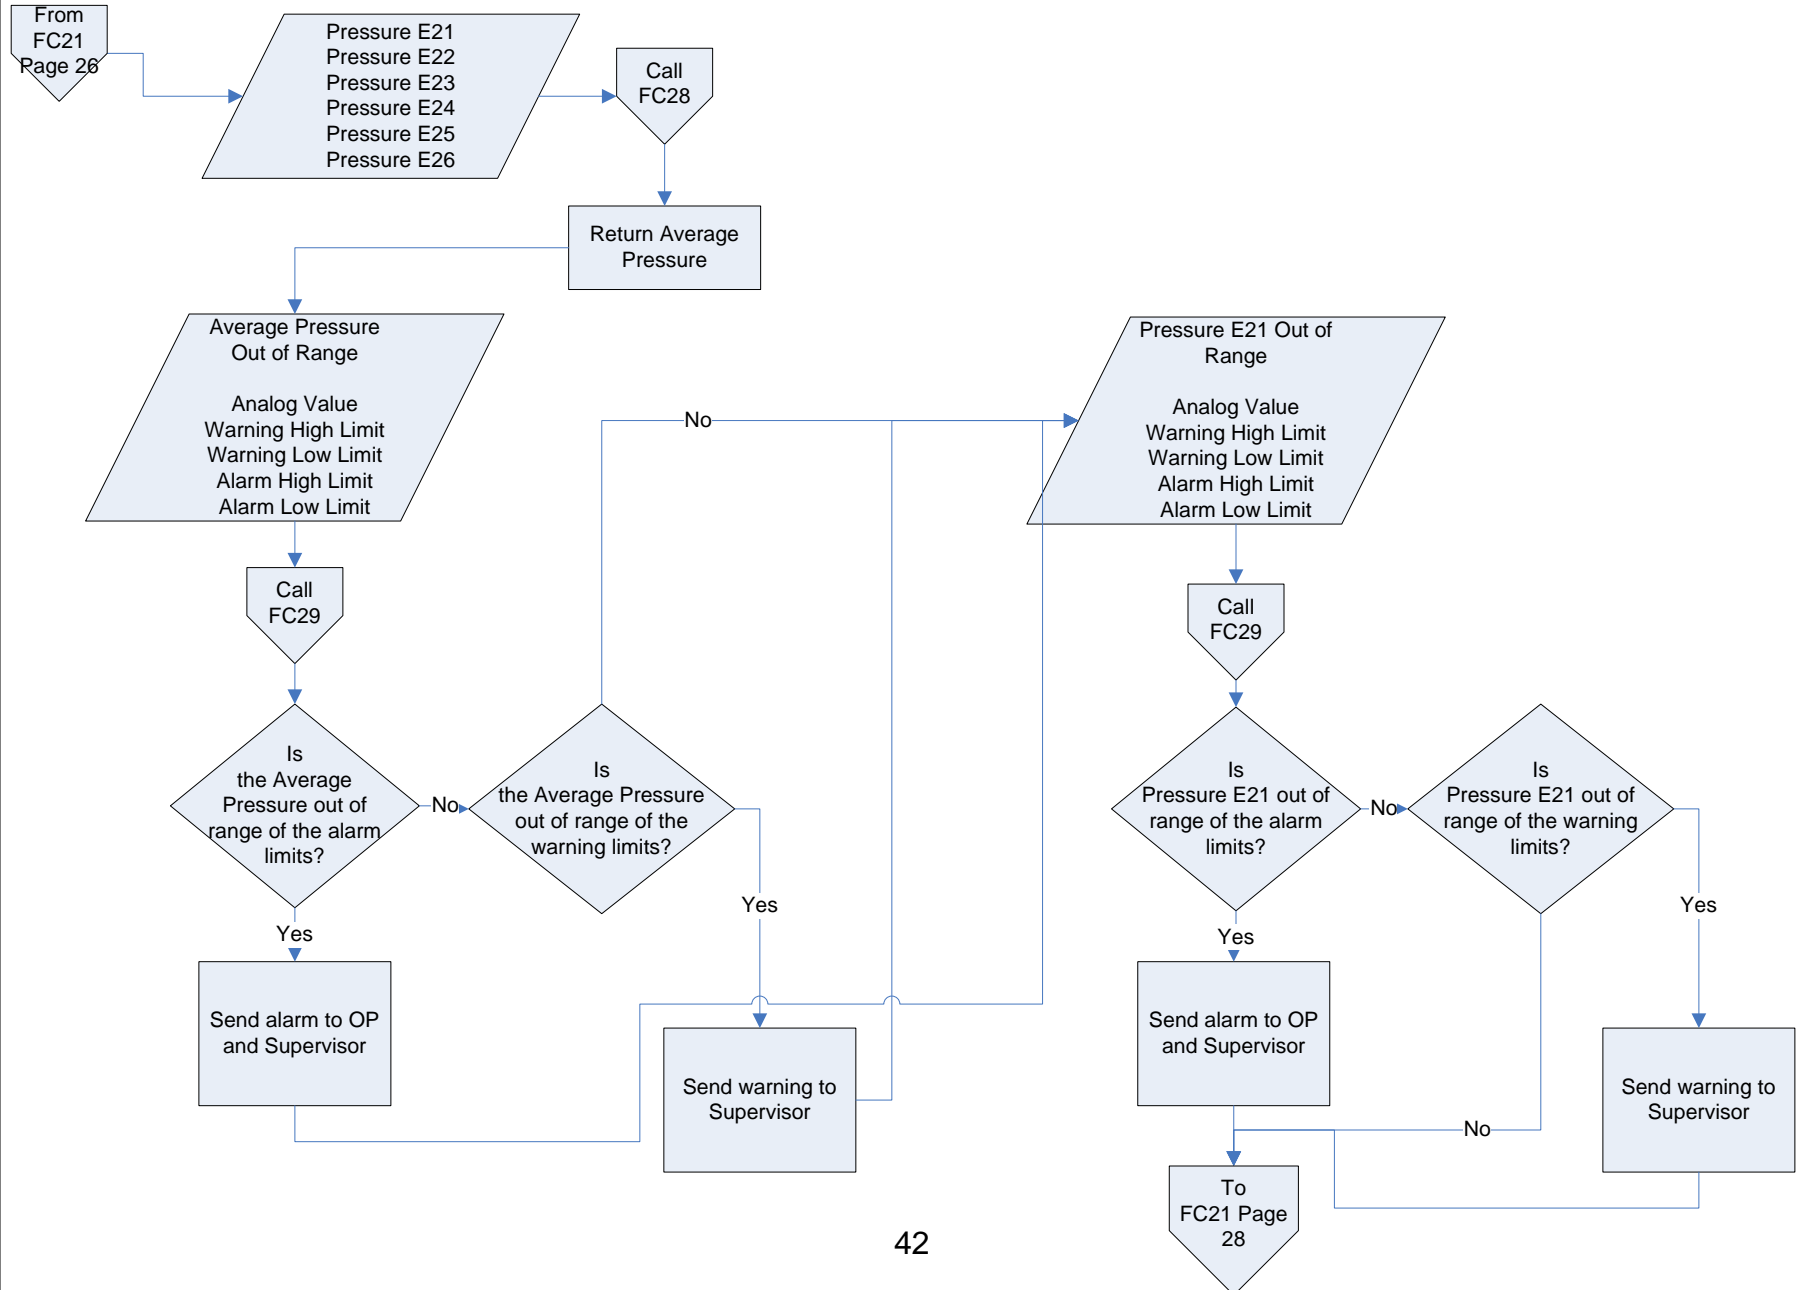 From
FC21
Page 26
Pressure E21
Pressure E22
Pressure E23
Pressure E24
Pressure E25
Pressure E26
Call
FC28
Return Average
Pressure
Average Pressure
Out of Range
Analog Value
Warning High Limit
Warning Low Limit
Alarm High Limit
Alarm Low Limit
Call
FC29
Is
the Average
Pressure out of
range of the alarm
limits?
No
Is
the Average Pressure
out of range of the
warning limits?
No
Yes
Yes
Send alarm to OP
and Supervisor
Send warning to
Supervisor
Pressure E21 Out of
Range
Analog Value
Warning High Limit
Warning Low Limit
Alarm High Limit
Alarm Low Limit
Call
FC29
Is
Pressure E21 out of
range of the alarm
limits?
No
Is
Pressure E21 out of
range of the warning
limits?
Yes
Yes
Send alarm to OP
and Supervisor
Send warning to
Supervisor
No
To
FC21 Page
28
42